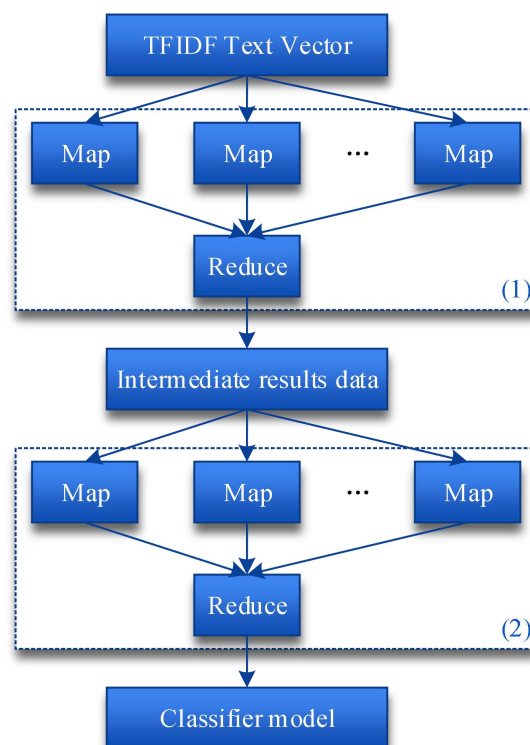 TFIDF Text Vector
Map Map ... Map
Reduce
(1)
Intermediate results data
Map Map ... Map
Reduce
(2)
Classifier model